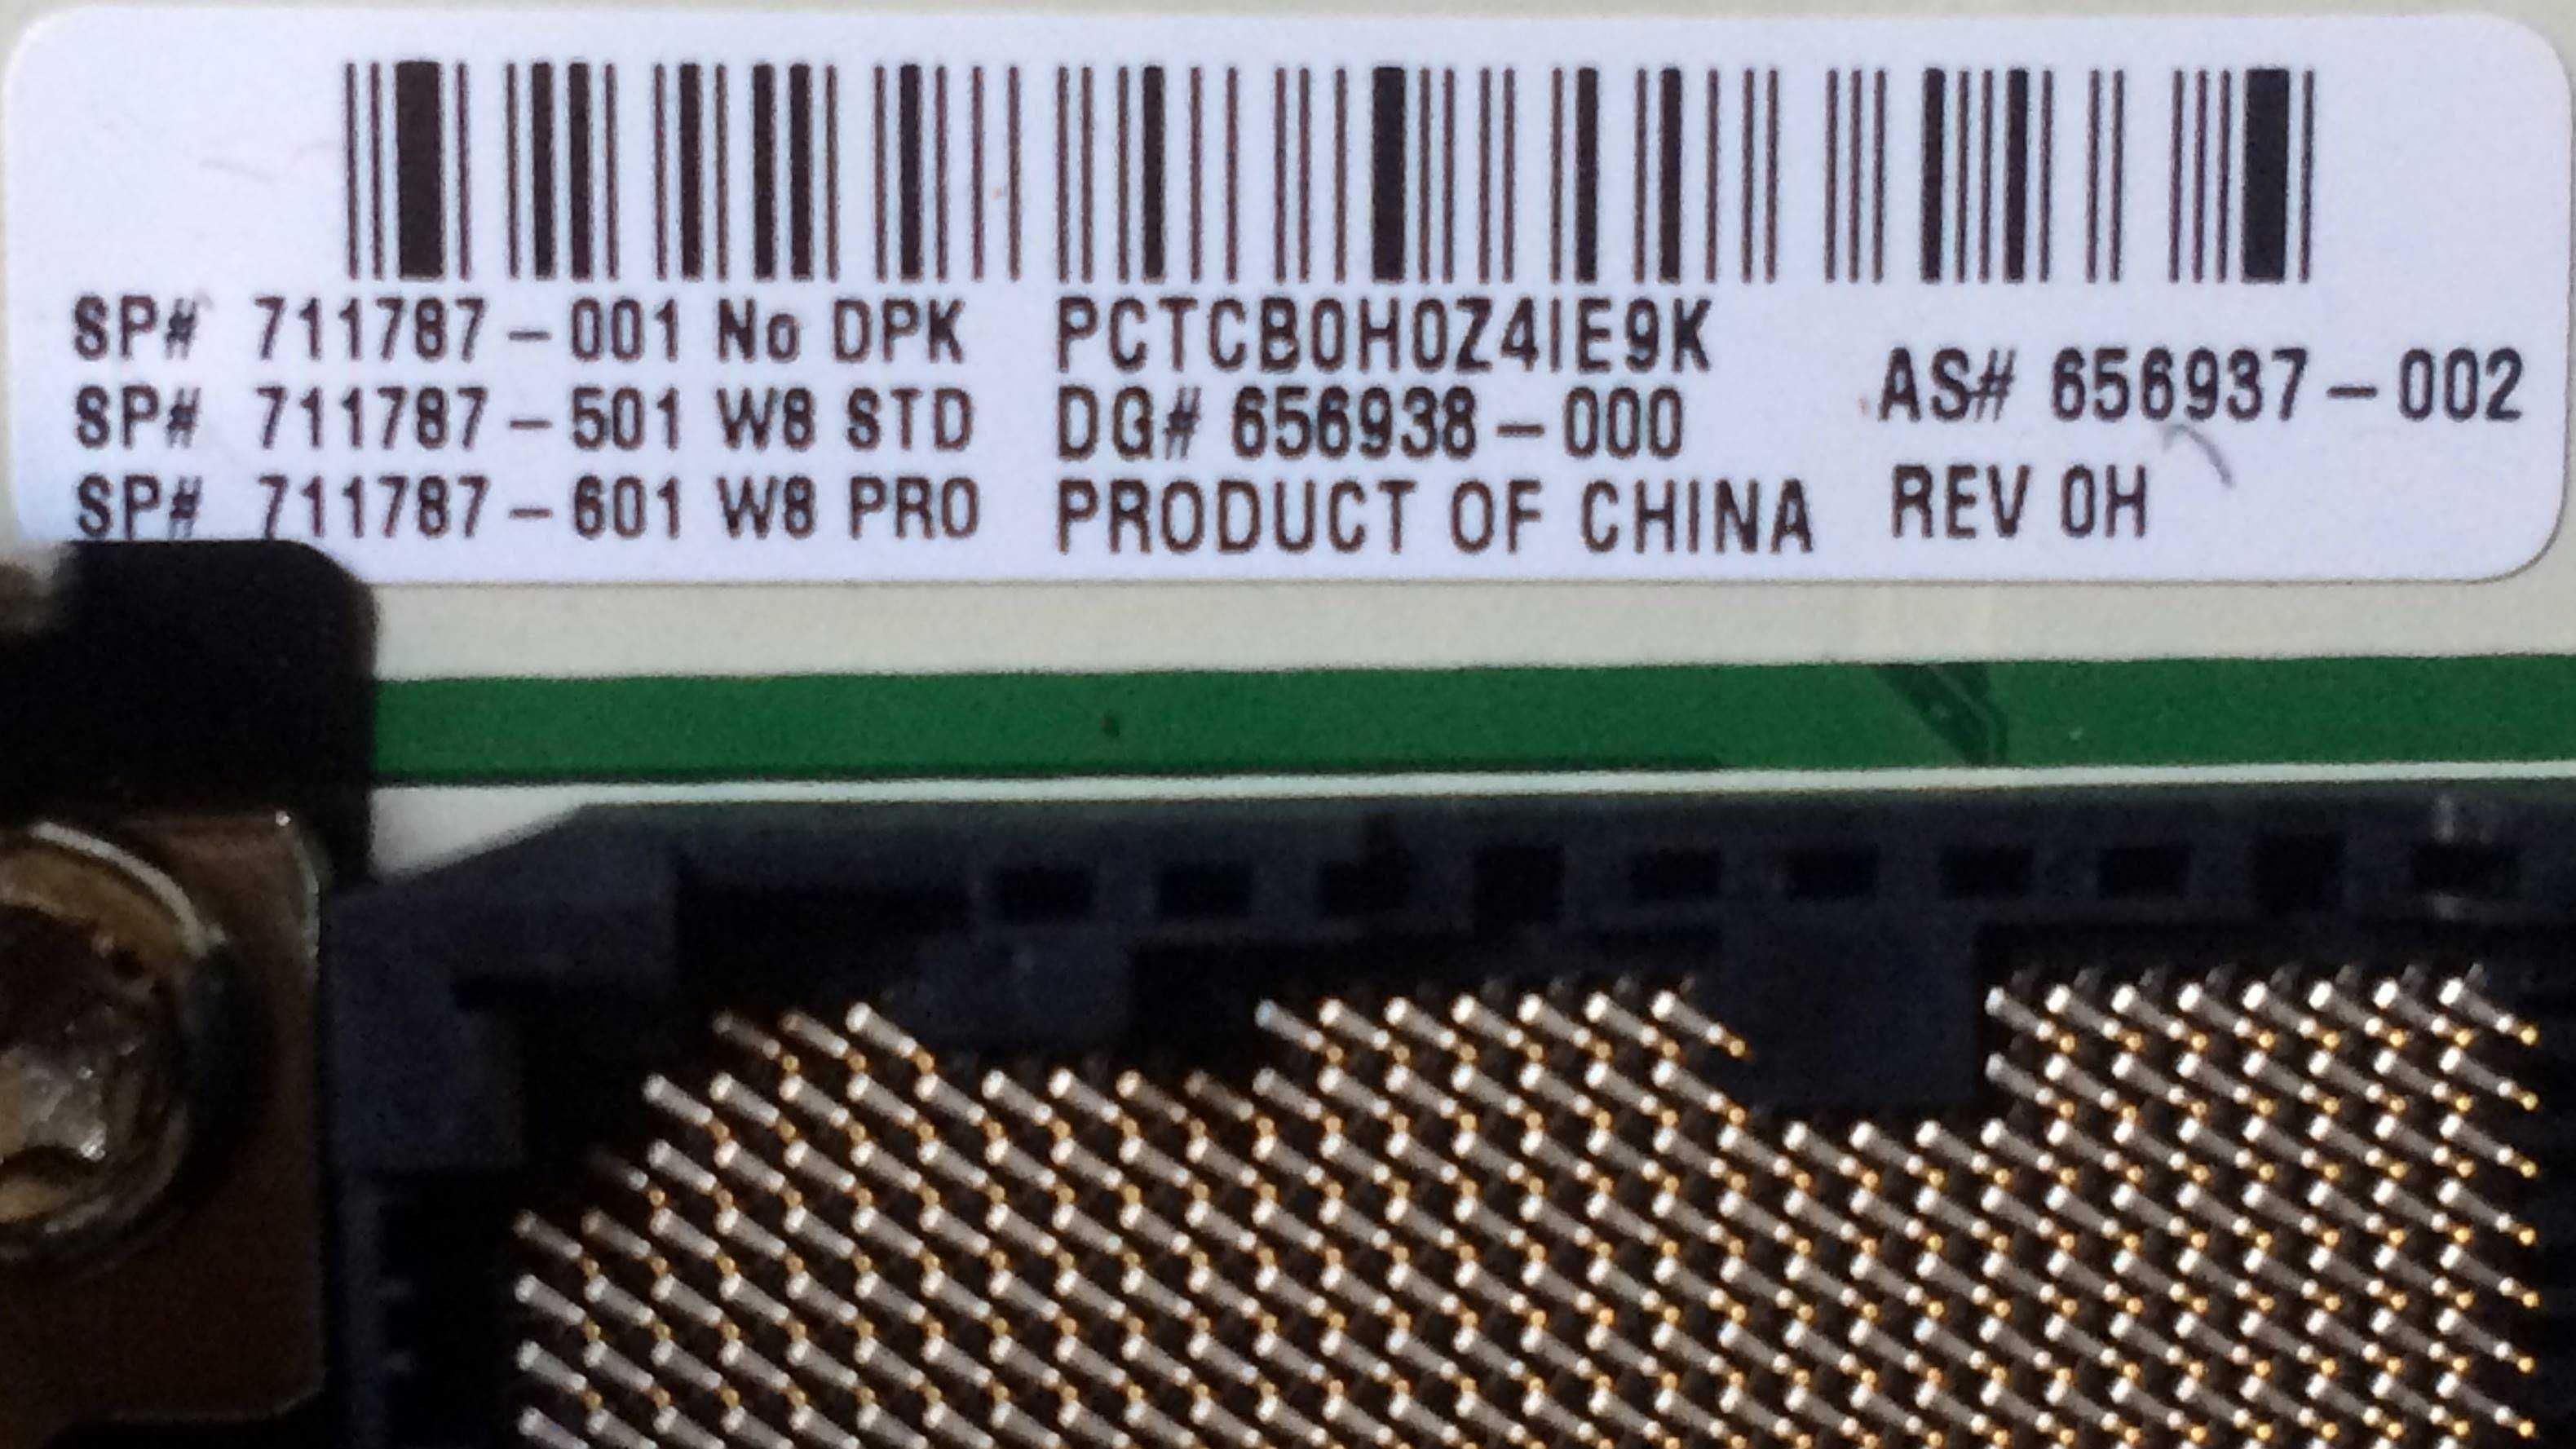 SP# 711787-001 No DPK
SP# 711787-501 W8 STD
SP# 711787-601 W8 PRO
PCTCB0H0Z4IE9K
DG# 656938-000
PRODUCT OF CHINA
AS# 656937-002
REV 0H